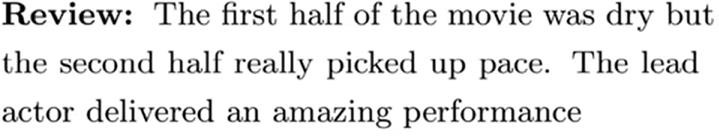 Review: The first half of the movie was dry but
the second half really picked up pace. The lead
actor delivered an amazing performance